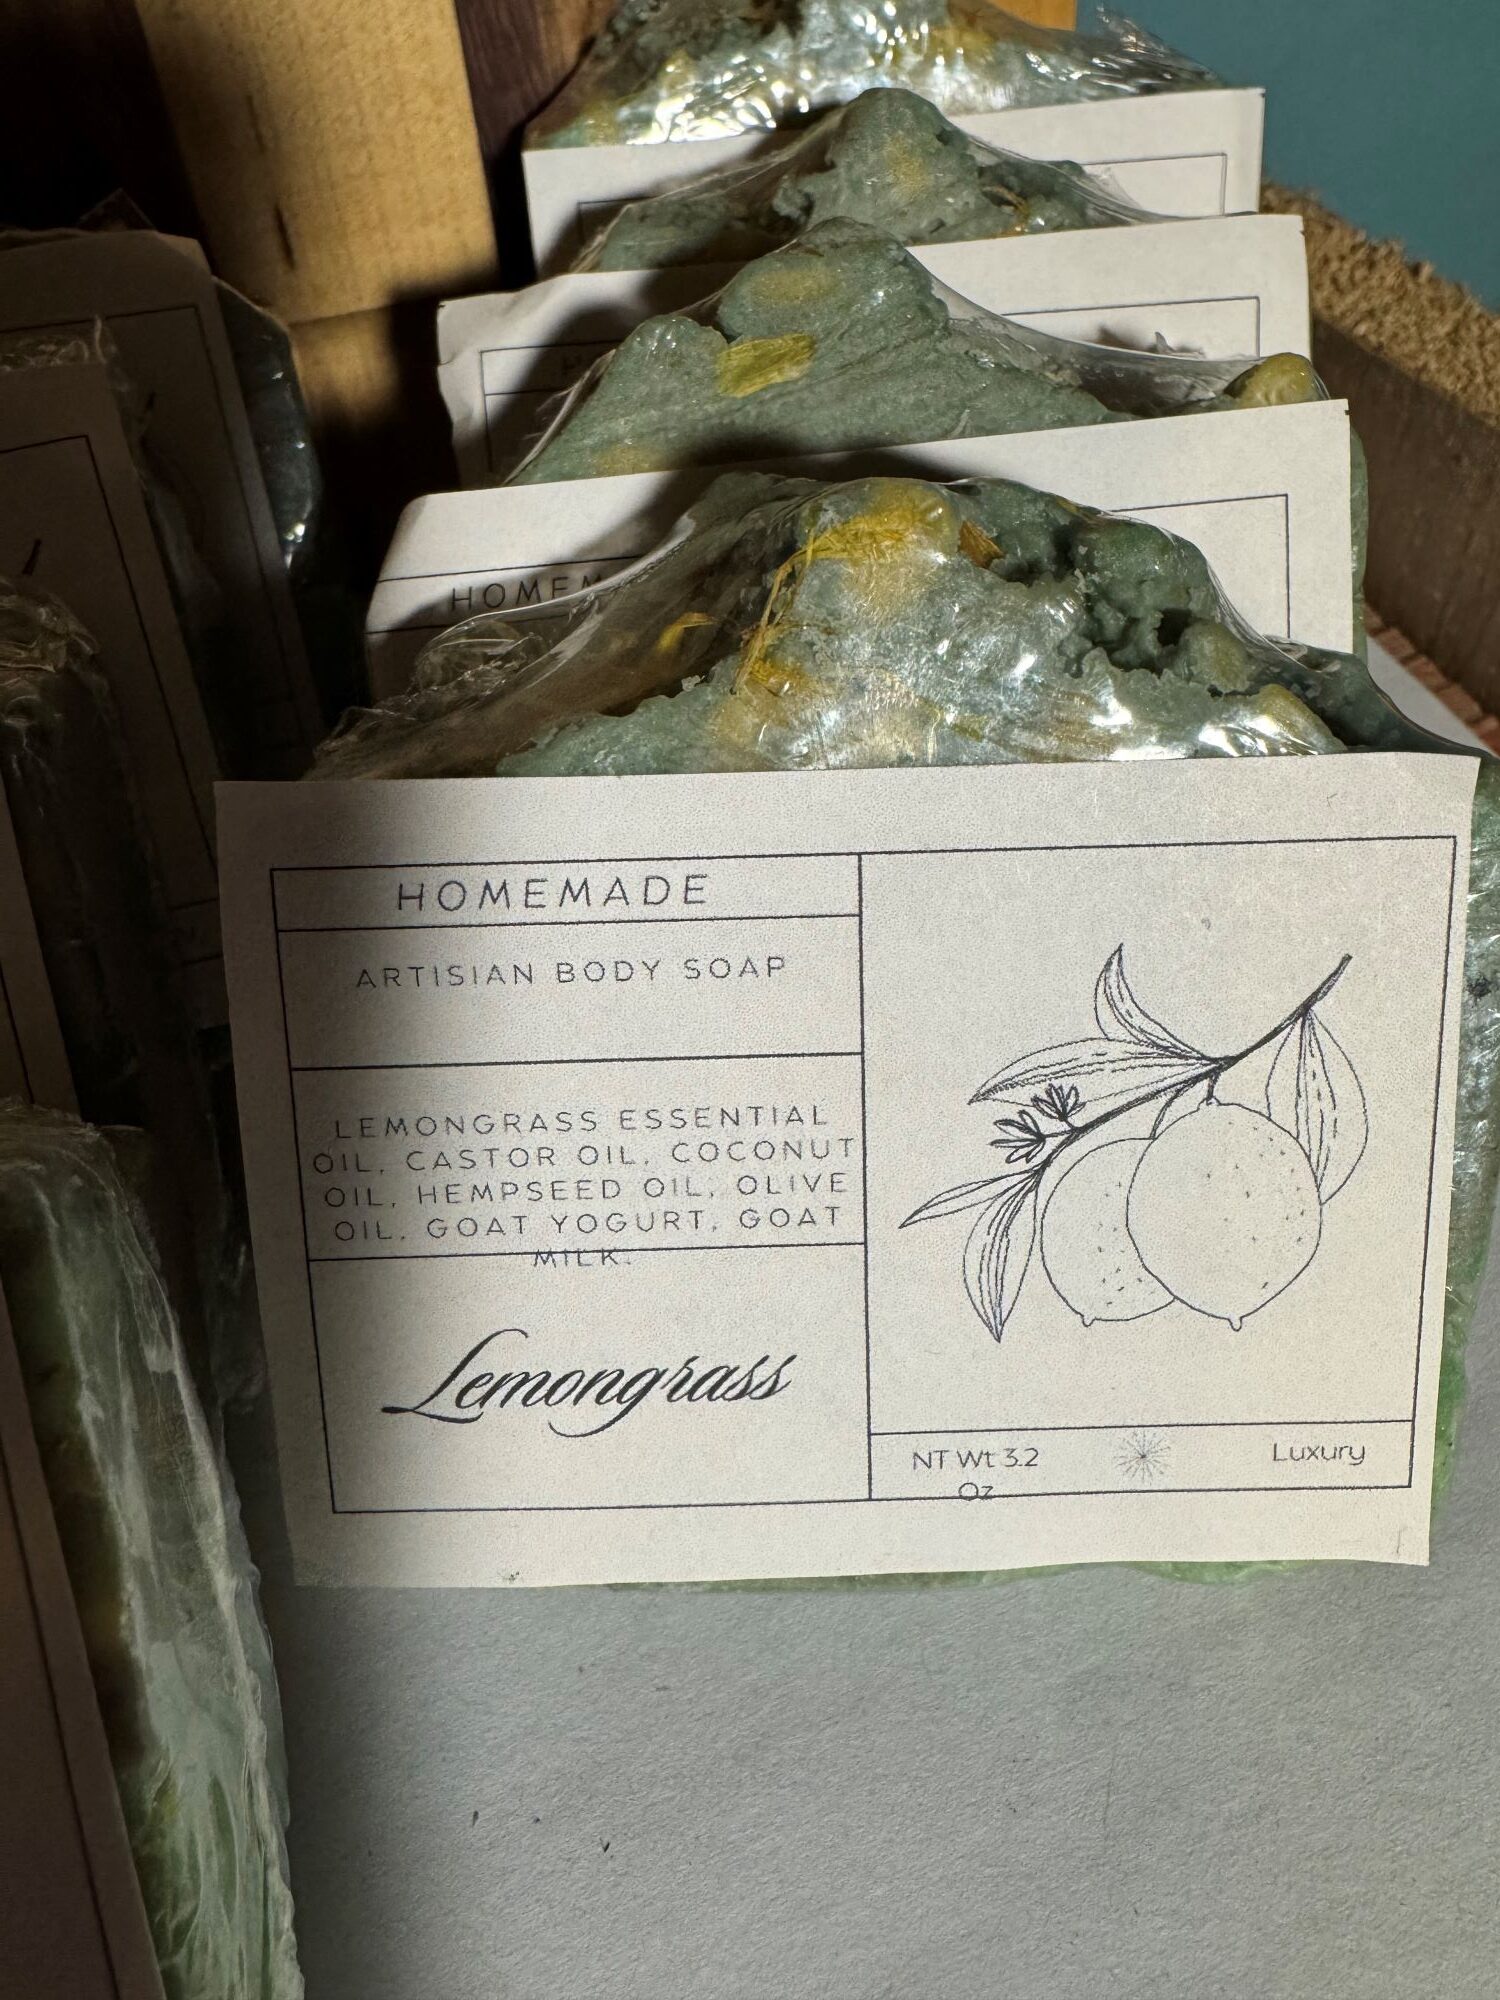 HOMEM
HOMEMADE
ARTISIAN BODY SOAP
LEMONGRASS ESSENTIAL
OIL, CASTOR OIL, COCONUT
OIL, HEMPSEED OIL, OLIVE
OIL, GOAT YOGURT, GOAT
MILK.
Lemongrass
NT Wt 3.2
Oz
Luxury